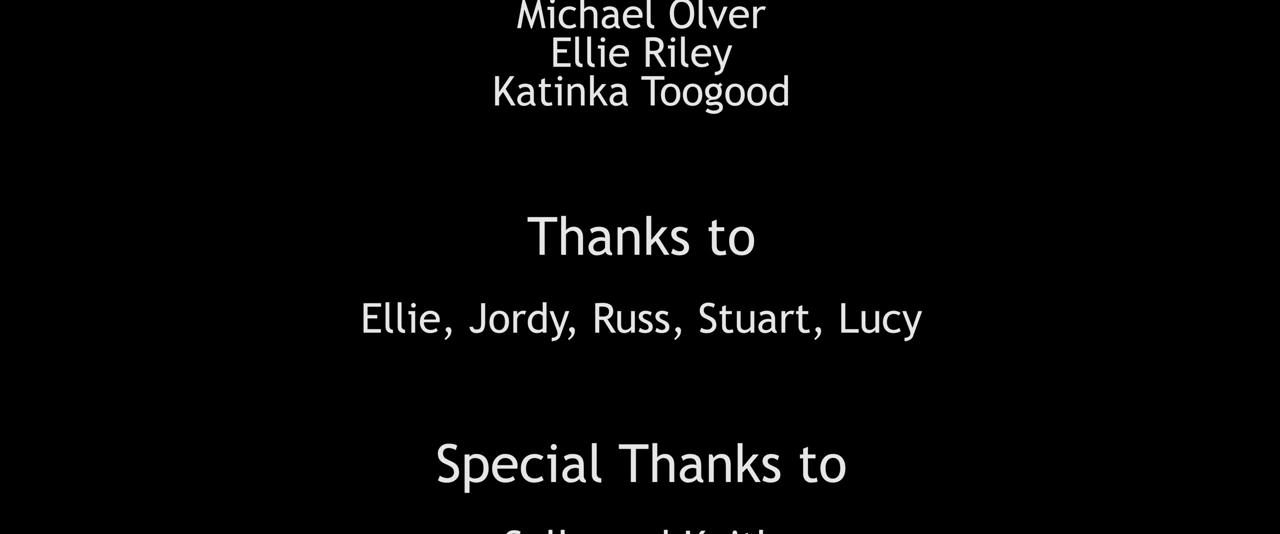 Michael Olver
Ellie Riley
Katinka Toogood
Thanks to
Ellie, Jordy, Russ, Stuart, Lucy
Special Thanks to